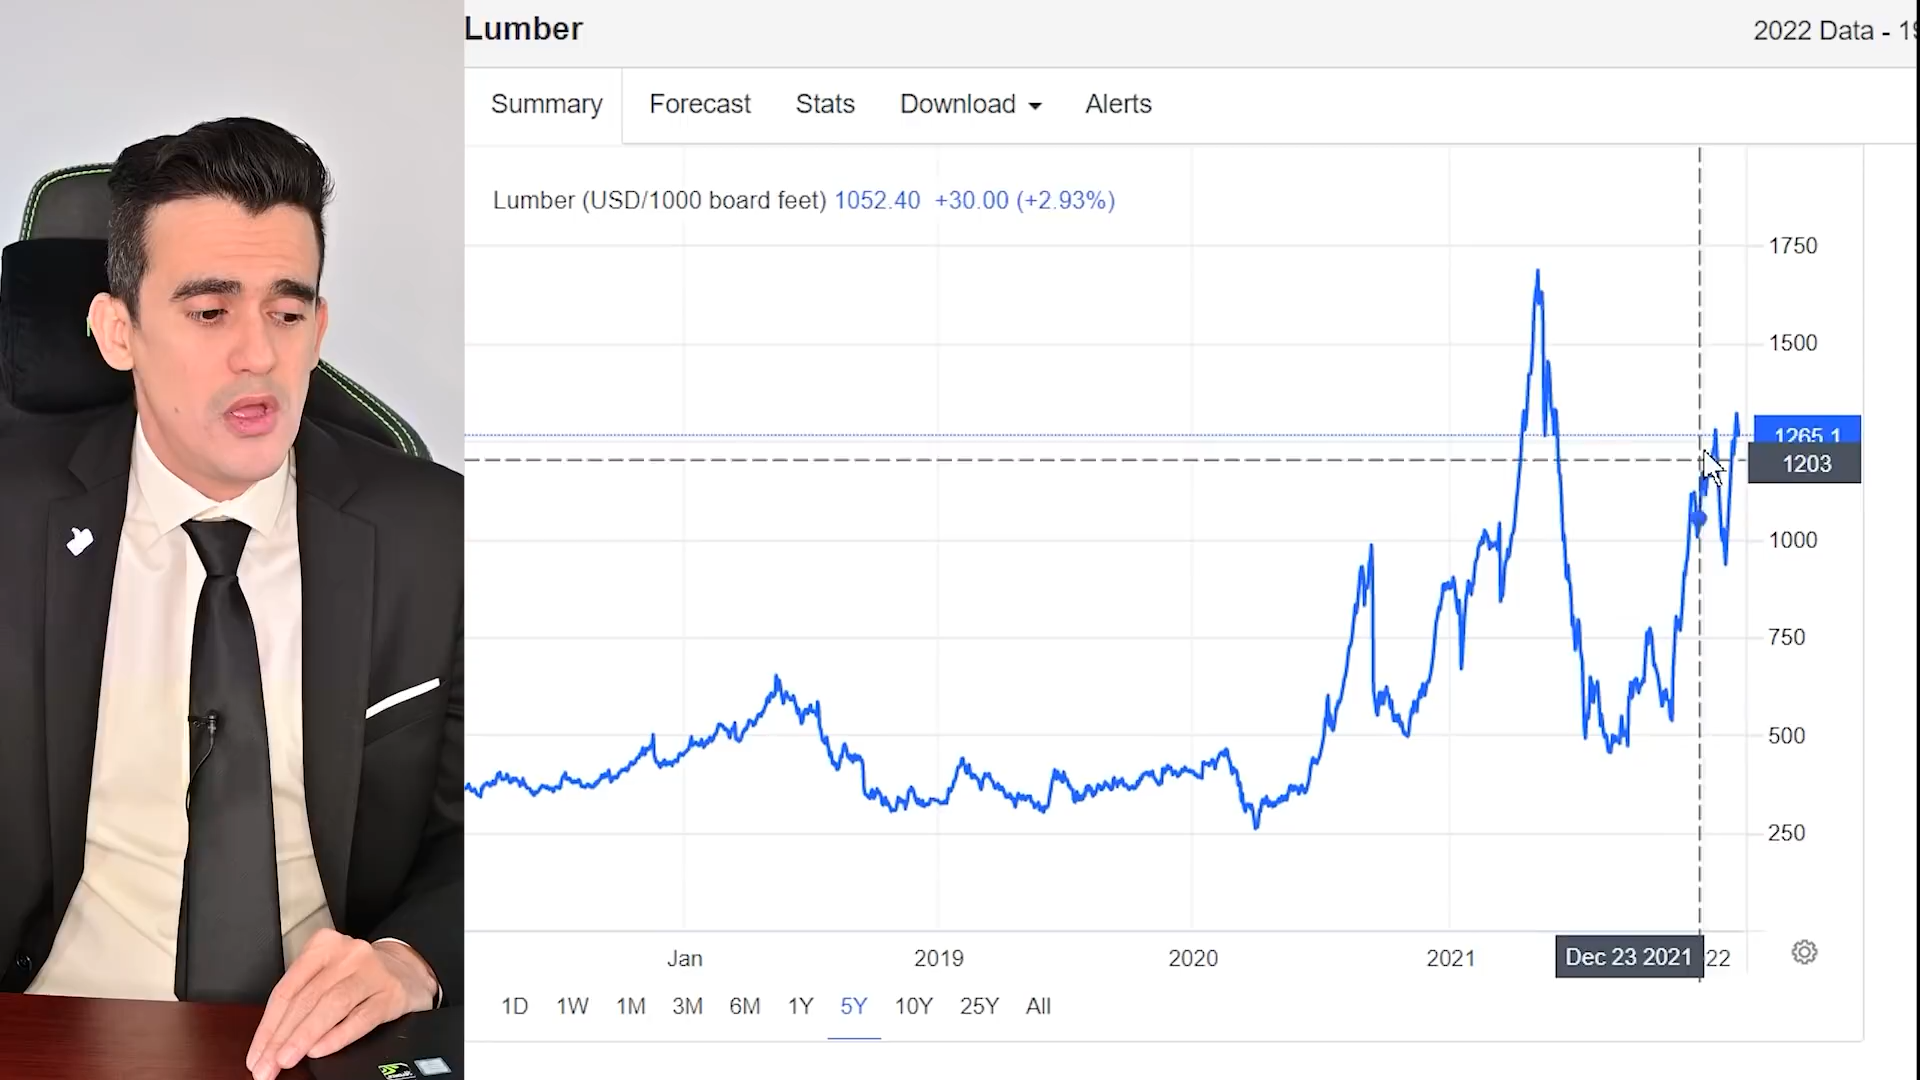 Lumber
2022 Data -
Summary Forecast Stats Download Alerts
Lumber (USD/1000 board feet) 1052.40 +30.00 (+2.93%)
1750
1500
1265.1
1203
1000
750
500
250
Jan 2019 2020 2021 Dec 23 2021 22
1D 1W 1M 3M 6M 1Y 5Y 10Y 25Y All